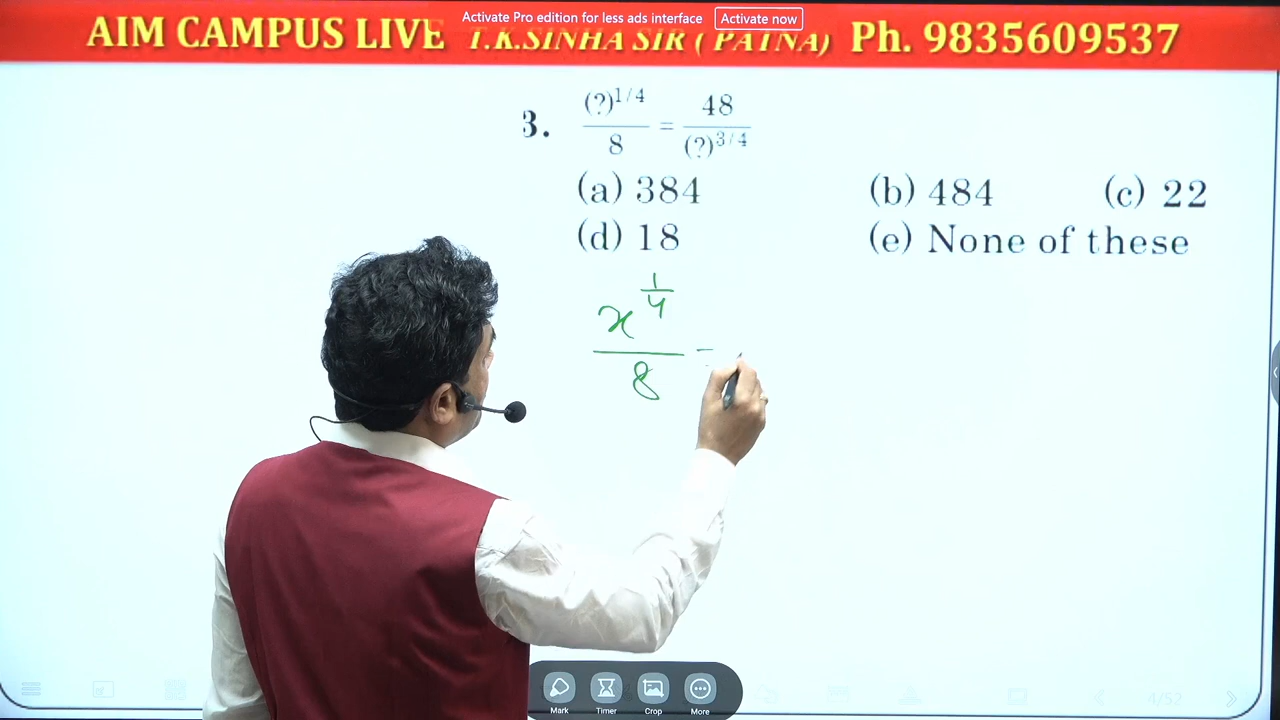 Activate Pro edition for less ads interface Activate now
AIM CAMPUS LIVE T.K.SINHA SIR ( PATNA) Ph. 9835609537
3. (?)^1/4 / 8 = 48 / (?)^3/4
(a) 384 (b) 484 (c) 22
(d) 18 (e) None of these
x^1/4 / 8 =
Mark Timer Crop More
4/52